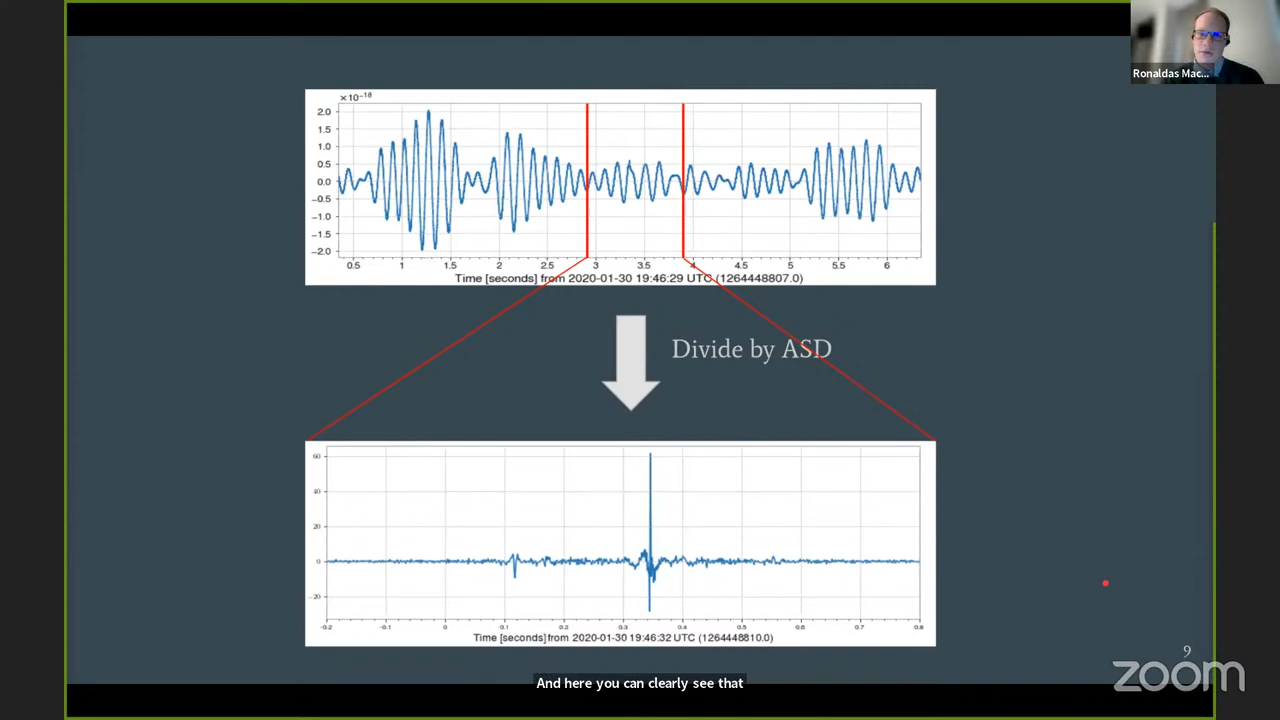 Ronaldas Mac...
×10⁻¹⁸
2.0
1.5
1.0
0.5
0.0
−0.5
−1.0
−1.5
−2.0
0.5 1 1.5 2 2.5 3 3.5 4 4.5 5 5.5 6
Time [seconds] from 2020-01-30 19:46:29 UTC (1264448807.0)
Divide by ASD
60
40
20
0
−20
-0.2 -0.1 0 0.1 0.2 0.3 0.4 0.5 0.6 0.7 0.8
Time [seconds] from 2020-01-30 19:46:32 UTC (1264448810.0)
9
zoom
And here you can clearly see that